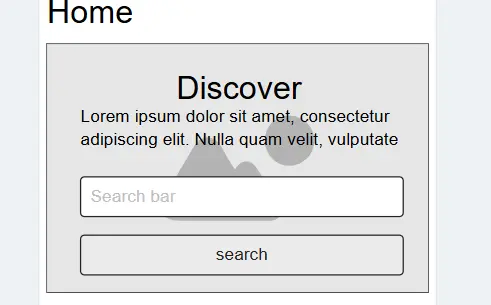 Home
Discover
Lorem ipsum dolor sit amet, consectetur
adipiscing elit. Nulla quam velit, vulputate
Search bar
search